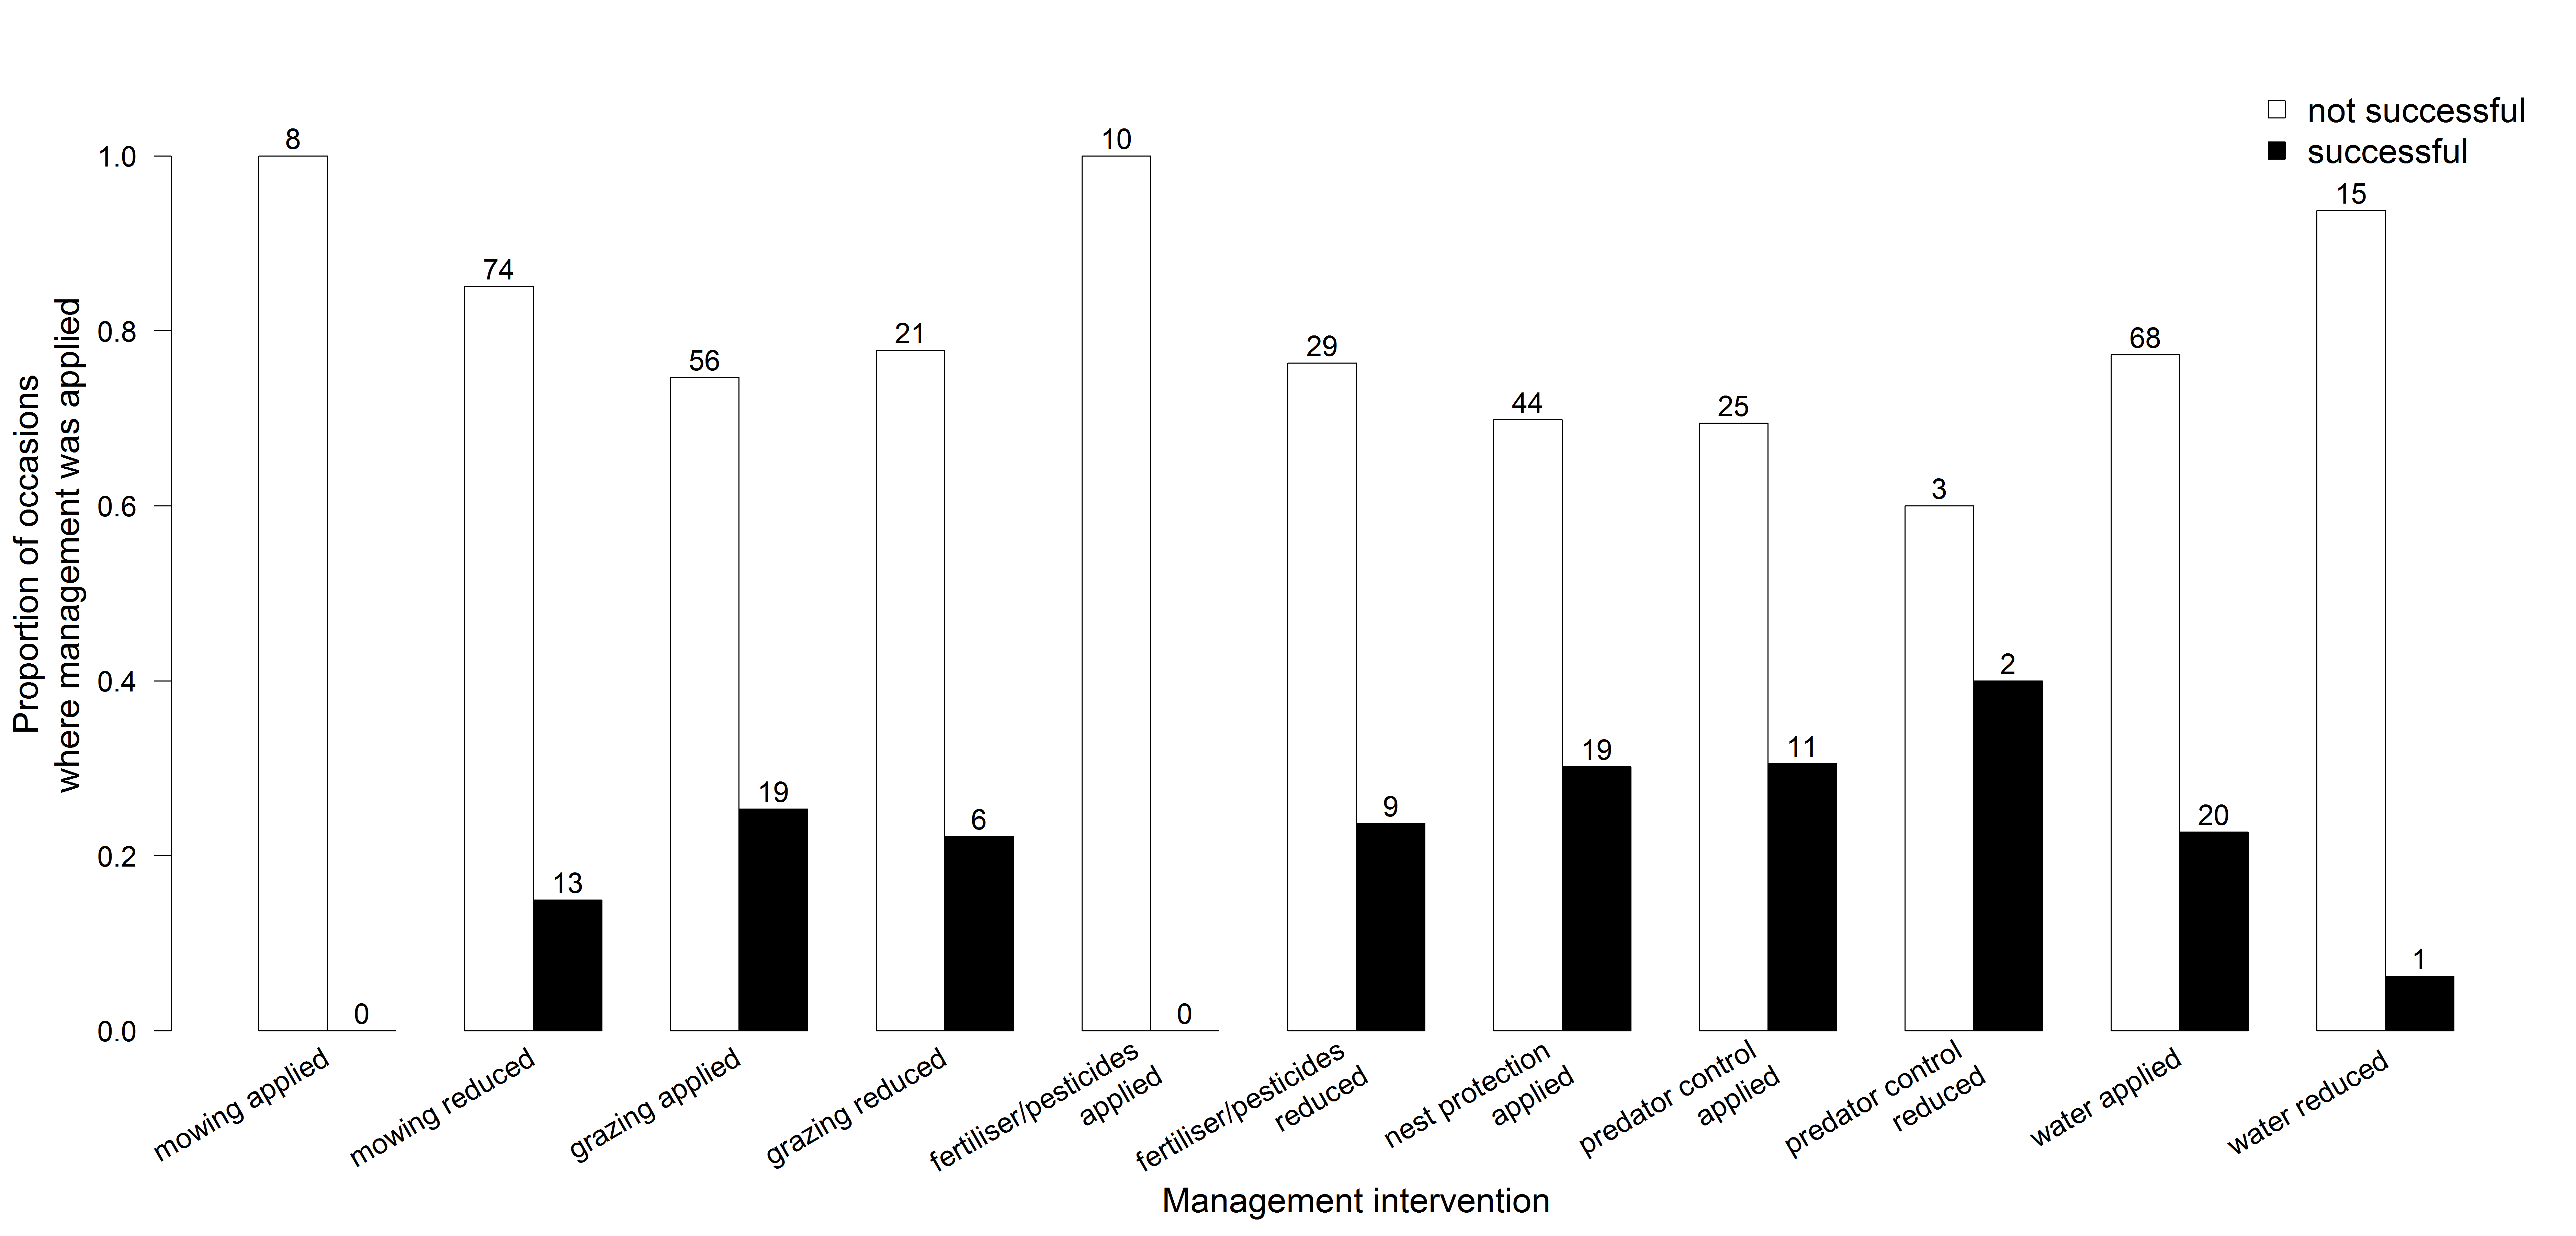 not successful
successful
Proportion of occasions
where management was applied
1.0
0.8
0.6
0.4
0.2
0.0
8
0
74
13
56
19
21
6
10
0
29
9
44
19
25
11
3
2
68
20
15
1
mowing applied
mowing reduced
grazing applied
grazing reduced
fertiliser/pesticides
applied
fertiliser/pesticides
reduced
nest protection
applied
predator control
applied
predator control
reduced
water applied
water reduced
Management intervention